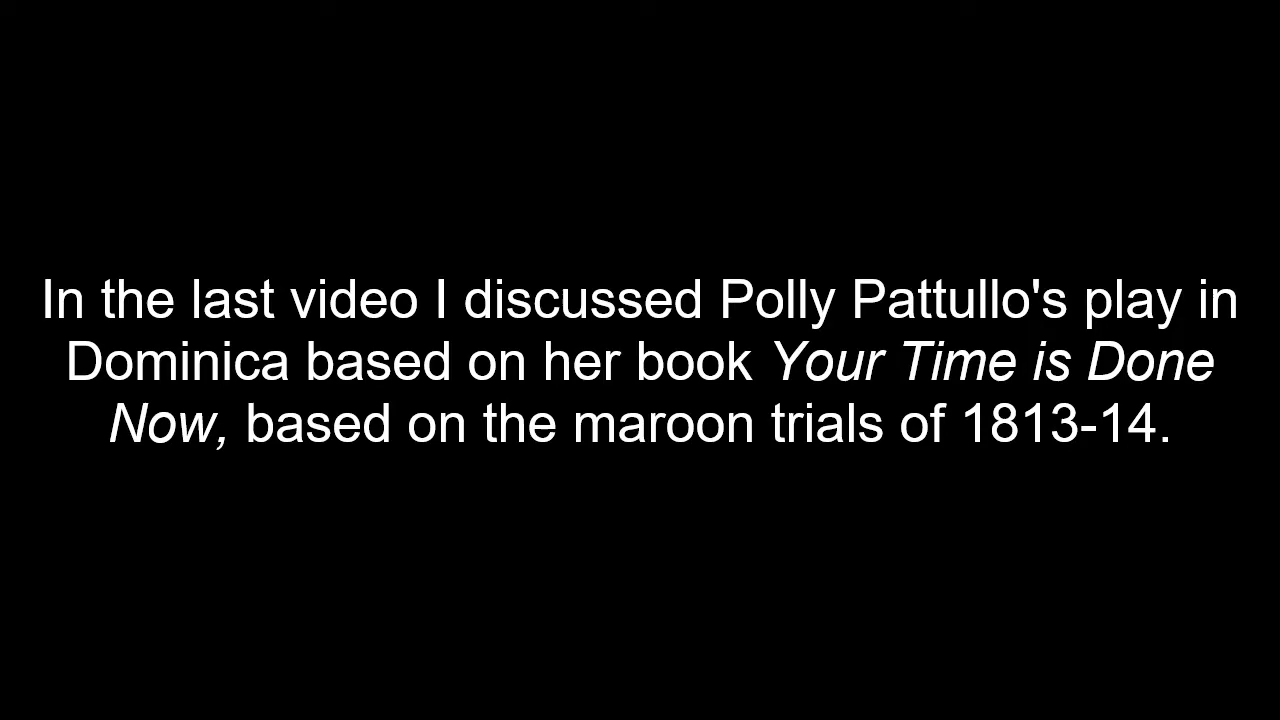 In the last video I discussed Polly Pattullo's play in
Dominica based on her book Your Time is Done
Now, based on the maroon trials of 1813-14.